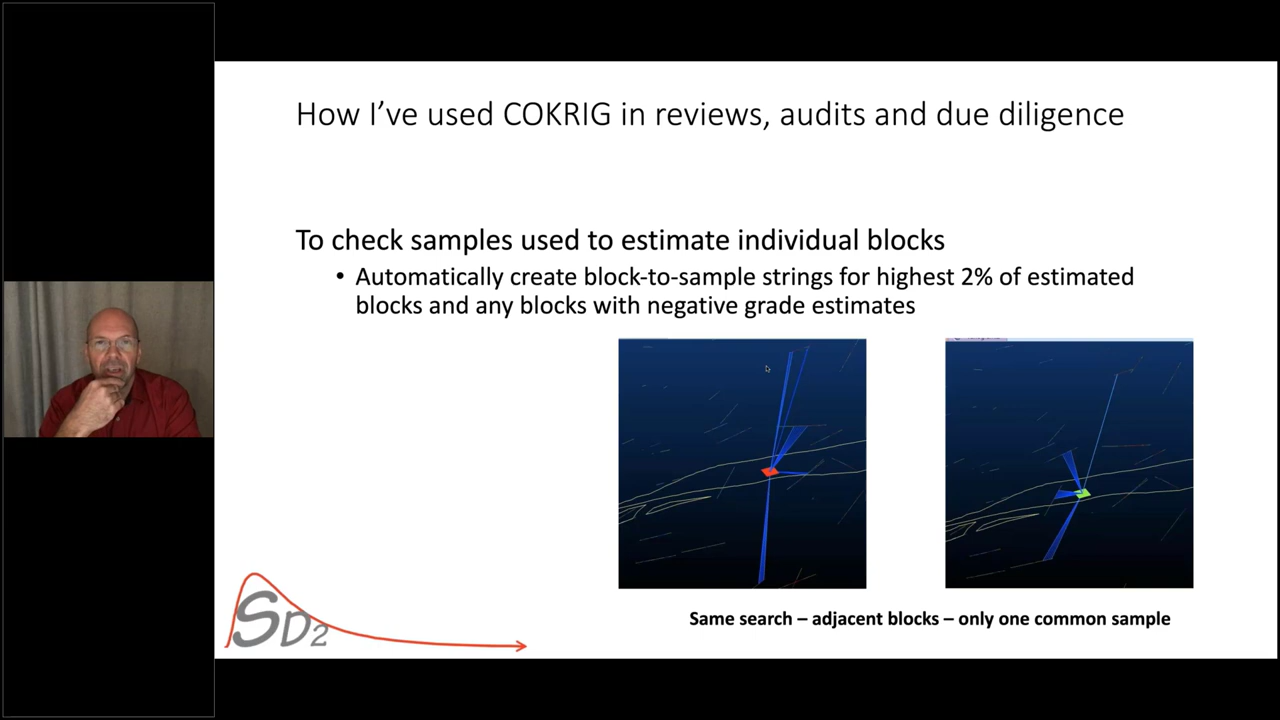 How I’ve used COKRIG in reviews, audits and due diligence
To check samples used to estimate individual blocks
• Automatically create block-to-sample strings for highest 2% of estimated
blocks and any blocks with negative grade estimates
Same search – adjacent blocks – only one common sample
SD2